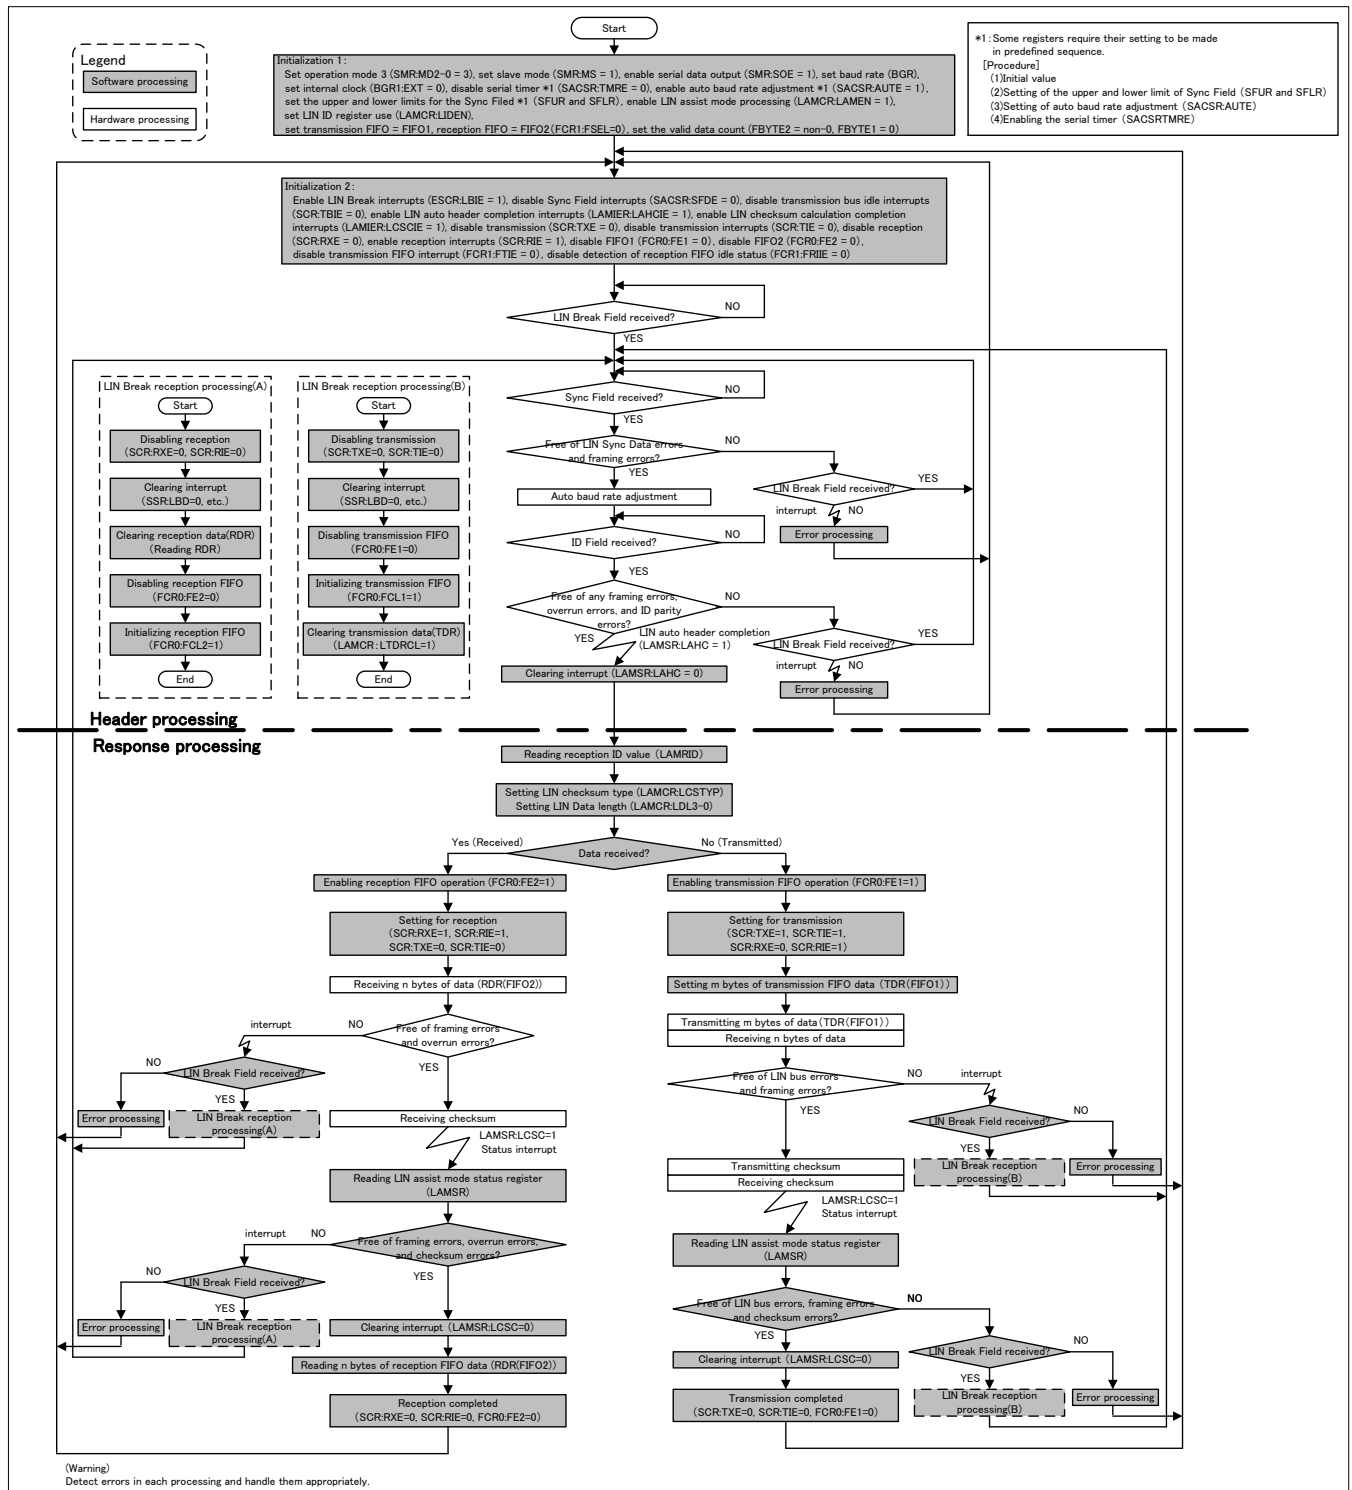 Start
Legend
Software processing
Hardware processing
*1：Some registers require their setting to be made
in predefined sequence.
[Procedure]
(1)Initial value
(2)Setting of the upper and lower limit of Sync Field (SFUR and SFLR)
(3)Setting of auto baud rate adjustment (SACSR:AUTE)
(4)Enabling the serial timer (SACSRTMRE)
Initialization 1：
Set operation mode 3 (SMR:MD2-0 = 3), set slave mode (SMR:MS = 1), enable serial data output (SMR:SOE = 1), set baud rate (BGR),
set internal clock (BGR1:EXT = 0), disable serial timer *1 (SACSR:TMRE = 0), enable auto baud rate adjustment *1 (SACSR:AUTE = 1),
set the upper and lower limits for the Sync Filed *1 (SFUR and SFLR), enable LIN assist mode processing (LAMCR:LAMEN = 1),
set LIN ID register use (LAMCR:LIDEN),
set transmission FIFO = FIFO1, reception FIFO = FIFO2(FCR1:FSEL=0), set the valid data count (FBYTE2 = non-0, FBYTE1 = 0)
Initialization 2：
Enable LIN Break interrupts (ESCR:LBIE = 1), disable Sync Field interrupts (SACSR:SFDE = 0), disable transmission bus idle interrupts
(SCR:TBIE = 0), enable LIN auto header completion interrupts (LAMIER:LAHCIE = 1), enable LIN checksum calculation completion
interrupts (LAMIER:LCSCIE = 1), disable transmission (SCR:TXE = 0), disable transmission interrupts (SCR:TIE = 0), disable reception
(SCR:RXE = 0), enable reception interrupts (SCR:RIE = 1), disable FIFO1 (FCR0:FE1 = 0), disable FIFO2 (FCR0:FE2 = 0),
disable transmission FIFO interrupt (FCR1:FTIE = 0), disable detection of reception FIFO idle status (FCR1:FRIIE = 0)
LIN Break Field received?
NO
YES
LIN Break reception processing(A)
Start
Disabling reception
(SCR:RXE=0, SCR:RIE=0)
Clearing interrupt
(SSR:LBD=0, etc.)
Clearing reception data(RDR)
(Reading RDR)
Disabling reception FIFO
(FCR0:FE2=0)
Initializing reception FIFO
(FCR0:FCL2=1)
End
LIN Break reception processing(B)
Start
Disabling transmission
(SCR:TXE=0, SCR:TIE=0)
Clearing interrupt
(SSR:LBD=0, etc.)
Disabling transmission FIFO
(FCR0:FE1=0)
Initializing transmission FIFO
(FCR0:FCL1=1)
Clearing transmission data(TDR)
(LAMCR：LTDRCL=1)
End
Sync Field received?
NO
YES
Free of LIN Sync Data errors
and framing errors?
NO
YES
Auto baud rate adjustment
LIN Break Field received?
YES
interrupt
NO
Error processing
ID Field received?
NO
YES
Free of any framing errors,
overrun errors, and ID parity
errors?
NO
YES
LIN auto header completion
(LAMSR:LAHC = 1)
LIN Break Field received?
YES
interrupt
NO
Error processing
Clearing interrupt (LAMSR:LAHC = 0)
Header processing
Response processing
Reading reception ID value (LAMRID)
Setting LIN checksum type (LAMCR:LCSTYP)
Setting LIN Data length (LAMCR:LDL3-0)
Data received?
Yes (Received)
No (Transmitted)
Enabling reception FIFO operation (FCR0:FE2=1)
Setting for reception
(SCR:RXE=1, SCR:RIE=1,
SCR:TXE=0, SCR:TIE=0)
Receiving n bytes of data (RDR(FIFO2))
Free of framing errors
and overrun errors?
NO
interrupt
YES
LIN Break Field received?
NO
YES
Error processing
LIN Break reception
processing(A)
Receiving checksum
LAMSR:LCSC=1
Status interrupt
Reading LIN assist mode status register
(LAMSR)
Free of framing errors, overrun errors,
and checksum errors?
NO
interrupt
YES
LIN Break Field received?
NO
YES
Error processing
LIN Break reception
processing(A)
Clearing interrupt (LAMSR:LCSC=0)
Reading n bytes of reception FIFO data (RDR(FIFO2))
Reception completed
(SCR:RXE=0, SCR:RIE=0, FCR0:FE2=0)
Enabling transmission FIFO operation (FCR0:FE1=1)
Setting for transmission
(SCR:TXE=1, SCR:TIE=1,
SCR:RXE=0, SCR:RIE=1)
Setting m bytes of transmission FIFO data (TDR(FIFO1))
Transmitting m bytes of data(TDR(FIFO1))
Receiving n bytes of data
Free of LIN bus errors
and framing errors?
NO
interrupt
YES
LIN Break Field received?
NO
YES
LIN Break reception
processing(B)
Error processing
Transmitting checksum
Receiving checksum
LAMSR:LCSC=1
Status interrupt
Reading LIN assist mode status register
(LAMSR)
Free of LIN bus errors, framing errors
and checksum errors?
NO
YES
LIN Break Field received?
NO
YES
LIN Break reception
processing(B)
Error processing
Clearing interrupt (LAMSR:LCSC=0)
Transmission completed
(SCR:TXE=0, SCR:TIE=0, FCR0:FE1=0)
(Warning)
Detect errors in each processing and handle them appropriately.